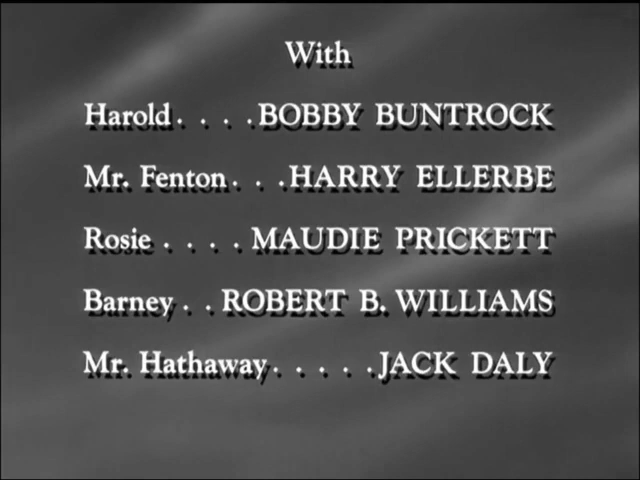 With
Harold . . . . BOBBY BUNTROCK
Mr. Fenton . . . HARRY ELLERBE
Rosie . . . . MAUDIE PRICKETT
Barney . . ROBERT B. WILLIAMS
Mr. Hathaway . . . . . JACK DALY